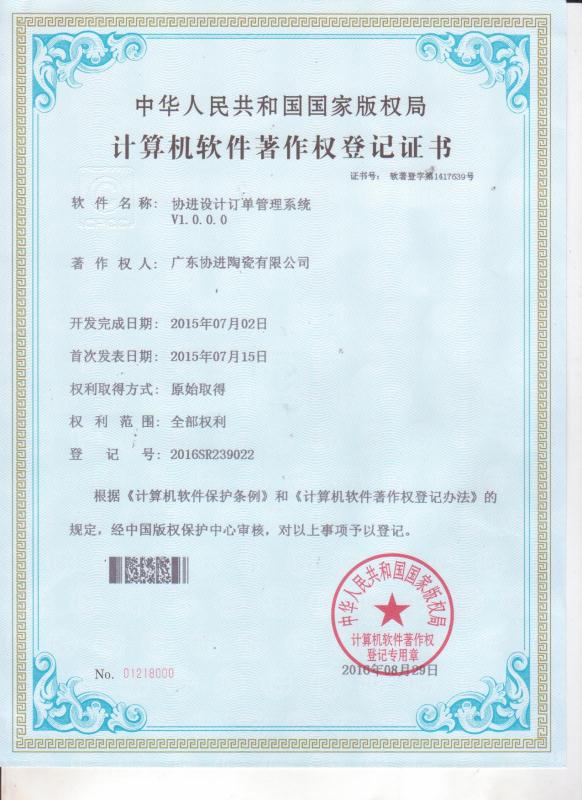 中华人民共和国国家版权局
计算机软件著作权登记证书
证书号： 软著登字第1417639号
软件名称： 协进设计订单管理系统
V1.0.0.0
著作权人： 广东协进陶瓷有限公司
开发完成日期： 2015年07月02日
首次发表日期： 2015年07月15日
权利取得方式： 原始取得
权利范围： 全部权利
登记号： 2016SR239022
根据《计算机软件保护条例》和《计算机软件著作权登记办法》的
规定，经中国版权保护中心审核，对以上事项予以登记。
中华人民共和国国家版权局
计算机软件著作权
登记专用章
2016年08月29日
No. 01218000